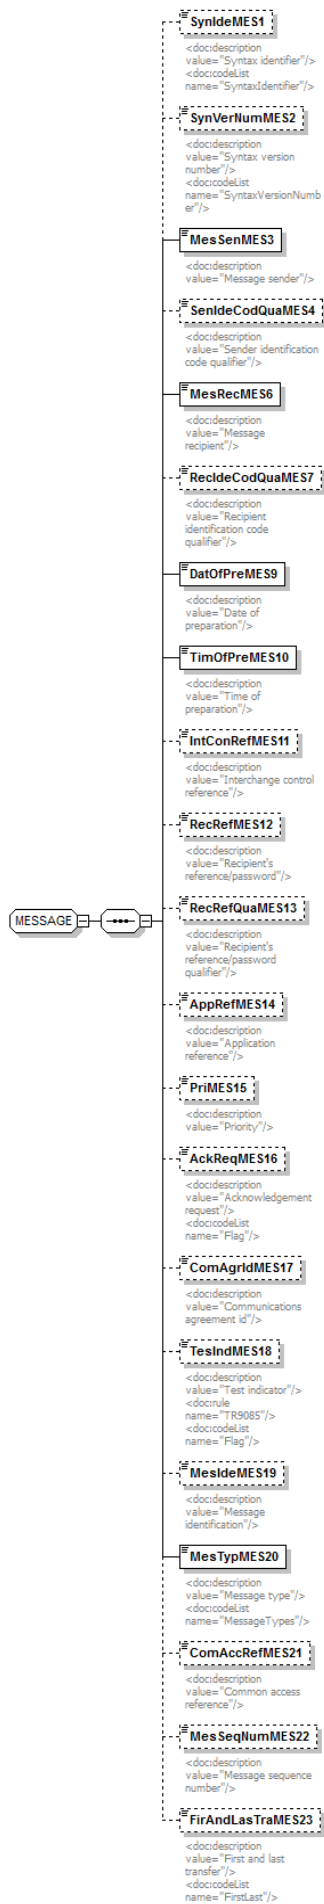 SynIdeMES1
<doc:description
value="Syntax identifier"/>
<doc:codeList
name="SyntaxIdentifier"/>
SynVerNumMES2
<doc:description
value="Syntax version
number"/>
<doc:codeList
name="SyntaxVersionNumb
er"/>
MesSenMES3
<doc:description
value="Message sender"/>
SenIdeCodQuaMES4
<doc:description
value="Sender identification
code qualifier"/>
MesRecMES6
<doc:description
value="Message
recipient"/>
RecIdeCodQuaMES7
<doc:description
value="Recipient
identification code
qualifier"/>
DatOfPreMES9
<doc:description
value="Date of
preparation"/>
TimOfPreMES10
<doc:description
value="Time of
preparation"/>
IntConRefMES11
<doc:description
value="Interchange control
reference"/>
RecRefMES12
<doc:description
value="Recipient's
reference/password"/>
RecRefQuaMES13
MESSAGE
<doc:description
value="Recipient's
reference/password
qualifier"/>
AppRefMES14
<doc:description
value="Application
reference"/>
PriMES15
<doc:description
value="Priority"/>
AckReqMES16
<doc:description
value="Acknowledgement
request"/>
<doc:codeList
name="Flag"/>
ComAgrIdMES17
<doc:description
value="Communications
agreement id"/>
TesIndMES18
<doc:description
value="Test indicator"/>
<doc:rule
name="TR9085"/>
<doc:codeList
name="Flag"/>
MesIdeMES19
<doc:description
value="Message
identification"/>
MesTypMES20
<doc:description
value="Message type"/>
<doc:codeList
name="MessageTypes"/>
ComAccRefMES21
<doc:description
value="Common access
reference"/>
MesSeqNumMES22
<doc:description
value="Message sequence
number"/>
FirAndLasTraMES23
<doc:description
value="First and last
transfer"/>
<doc:codeList
name="FirstLast"/>